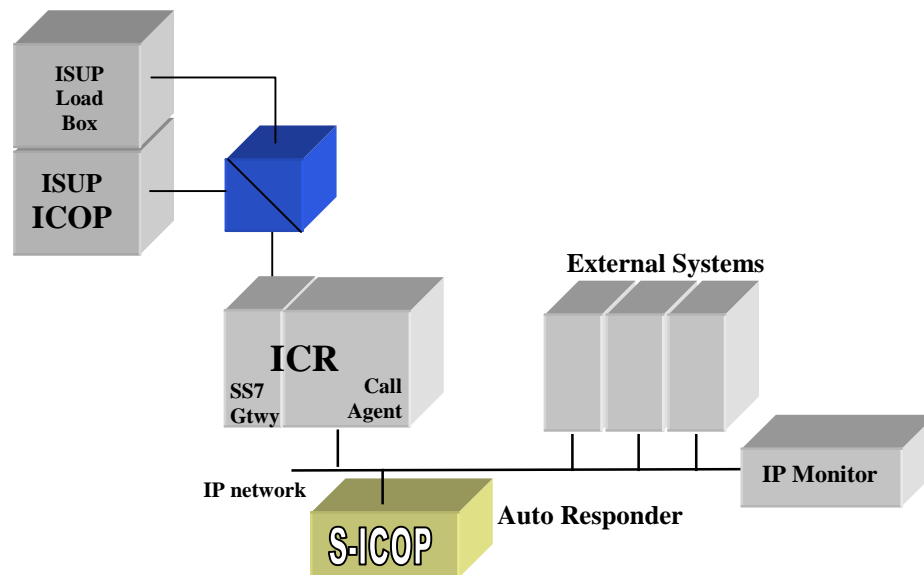 ISUP
Load
Box
ISUP
ICOP
External Systems
ICR
SS7
Gtwy
Call
Agent
IP Monitor
IP network
Auto Responder
S-ICOP